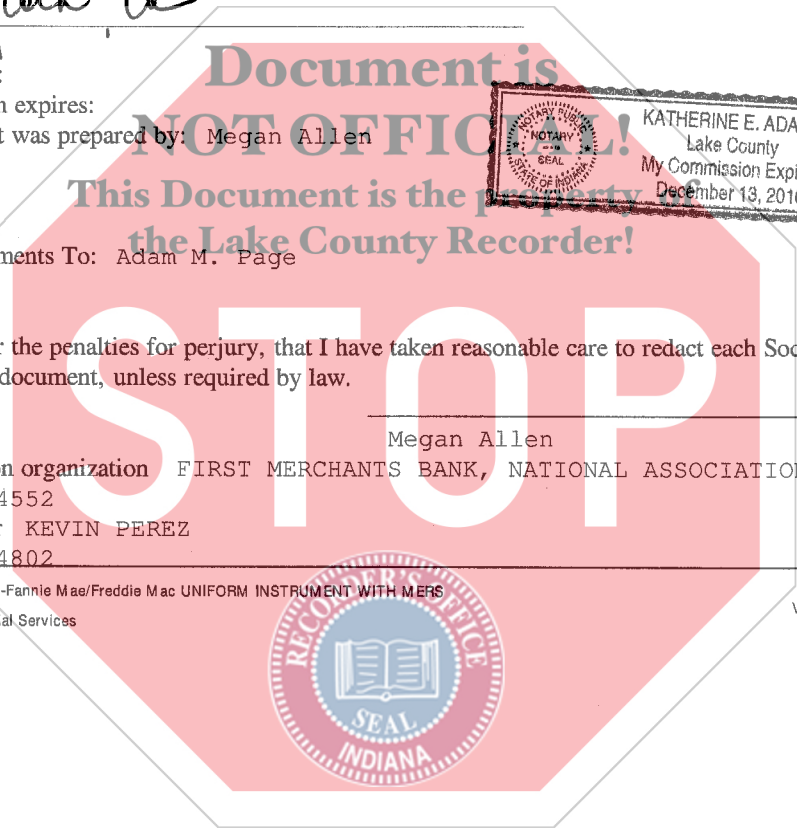 Document is
n expires:
t was prepared by: Megan Allen
NOT OFFICIAL!
KATHERINE E. ADA
Lake County
My Commission Expi
December 13, 2016
NOTARY PUBLIC
NOTARY
SEAL
STATE OF INDIANA
This Document is the property of
the Lake County Recorder!
ments To: Adam M. Page
r the penalties for perjury, that I have taken reasonable care to redact each Soc
document, unless required by law.
STOP
Megan Allen
on organization FIRST MERCHANTS BANK, NATIONAL ASSOCIATION
4552
r KEVIN PEREZ
4802
-Fannie Mae/Freddie Mac UNIFORM INSTRUMENT WITH MERS
al Services
RECORDER'S OFFICE
SEAL
INDIANA